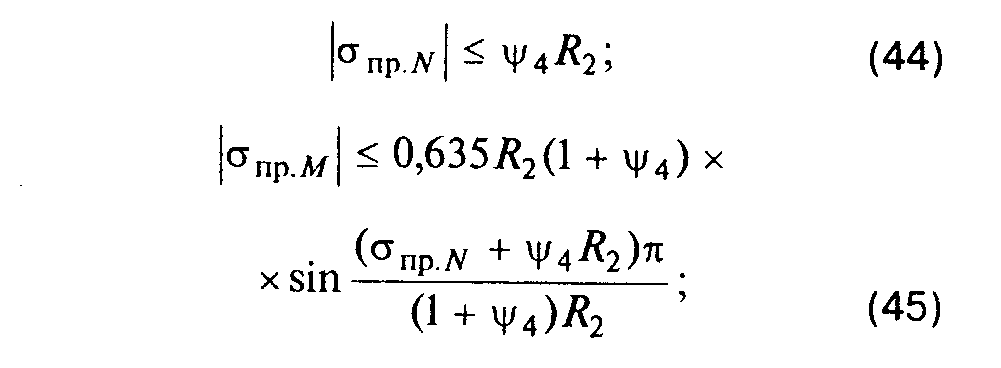 |σ пр.N| ≤ ψ₄R₂; (44)
|σ пр.M| ≤ 0,635R₂(1 + ψ₄) ×
× sin (σ пр.N + ψ₄R₂)π / (1 + ψ₄)R₂ ; (45)